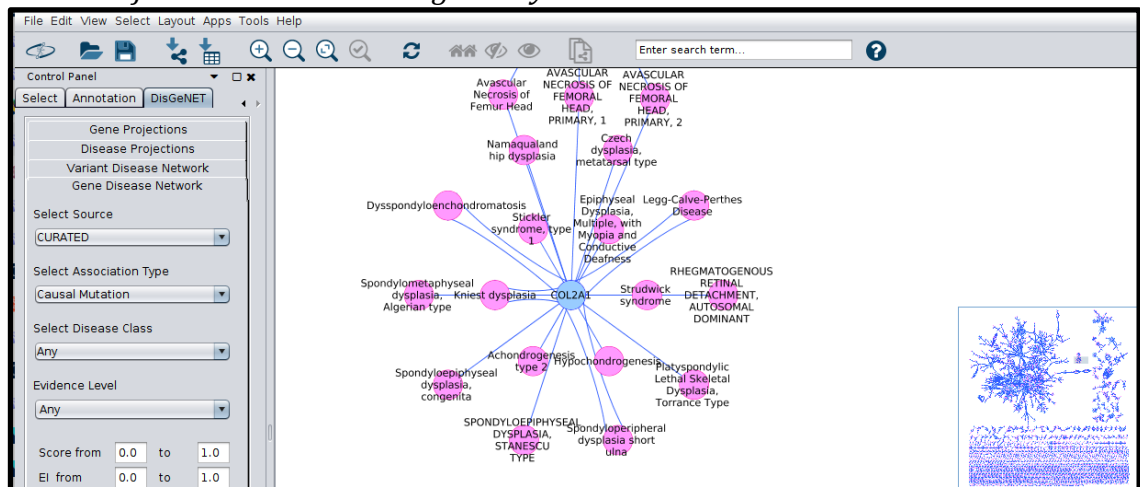 File Edit View Select Layout Apps Tools Help
Enter search term...
Control Panel
Select Annotation DisGeNET
Gene Projections
Disease Projections
Variant Disease Network
Gene Disease Network
Select Source
CURATED
Select Association Type
Causal Mutation
Select Disease Class
Any
Evidence Level
Any
Score from 0.0 to 1.0
EI from 0.0 to 1.0
Avascular
Necrosis of
Femur Head
AVASCULAR
NECROSIS OF
FEMORAL
HEAD,
PRIMARY, 1
AVASCULAR
NECROSIS OF
FEMORAL
HEAD,
PRIMARY, 2
Namaqualand
hip dysplasia
Czech
dysplasia,
metatarsal type
Dysspondyloenchondromatosis
Stickler
syndrome, type
1
Epiphyseal
Dysplasia,
Multiple, with
Myopia and
Conductive
Deafness
Legg-Calve-Perthes
Disease
Spondylometaphyseal
dysplasia,
Algerian type
Kniest dysplasia
COL2A1
Strudwick
syndrome
RHEGMATOGENOUS
RETINAL
DETACHMENT,
AUTOSOMAL
DOMINANT
Spondyloepiphyseal
dysplasia,
congenita
Achondrogenesis
type 2
Hypochondrogenesis
Platyspondylic
Lethal Skeletal
Dysplasia,
Torrance Type
SPONDYLOEPIPHYSEAL
DYSPLASIA,
STANESCU
TYPE
Spondyloperipheral
dysplasia short
ulna